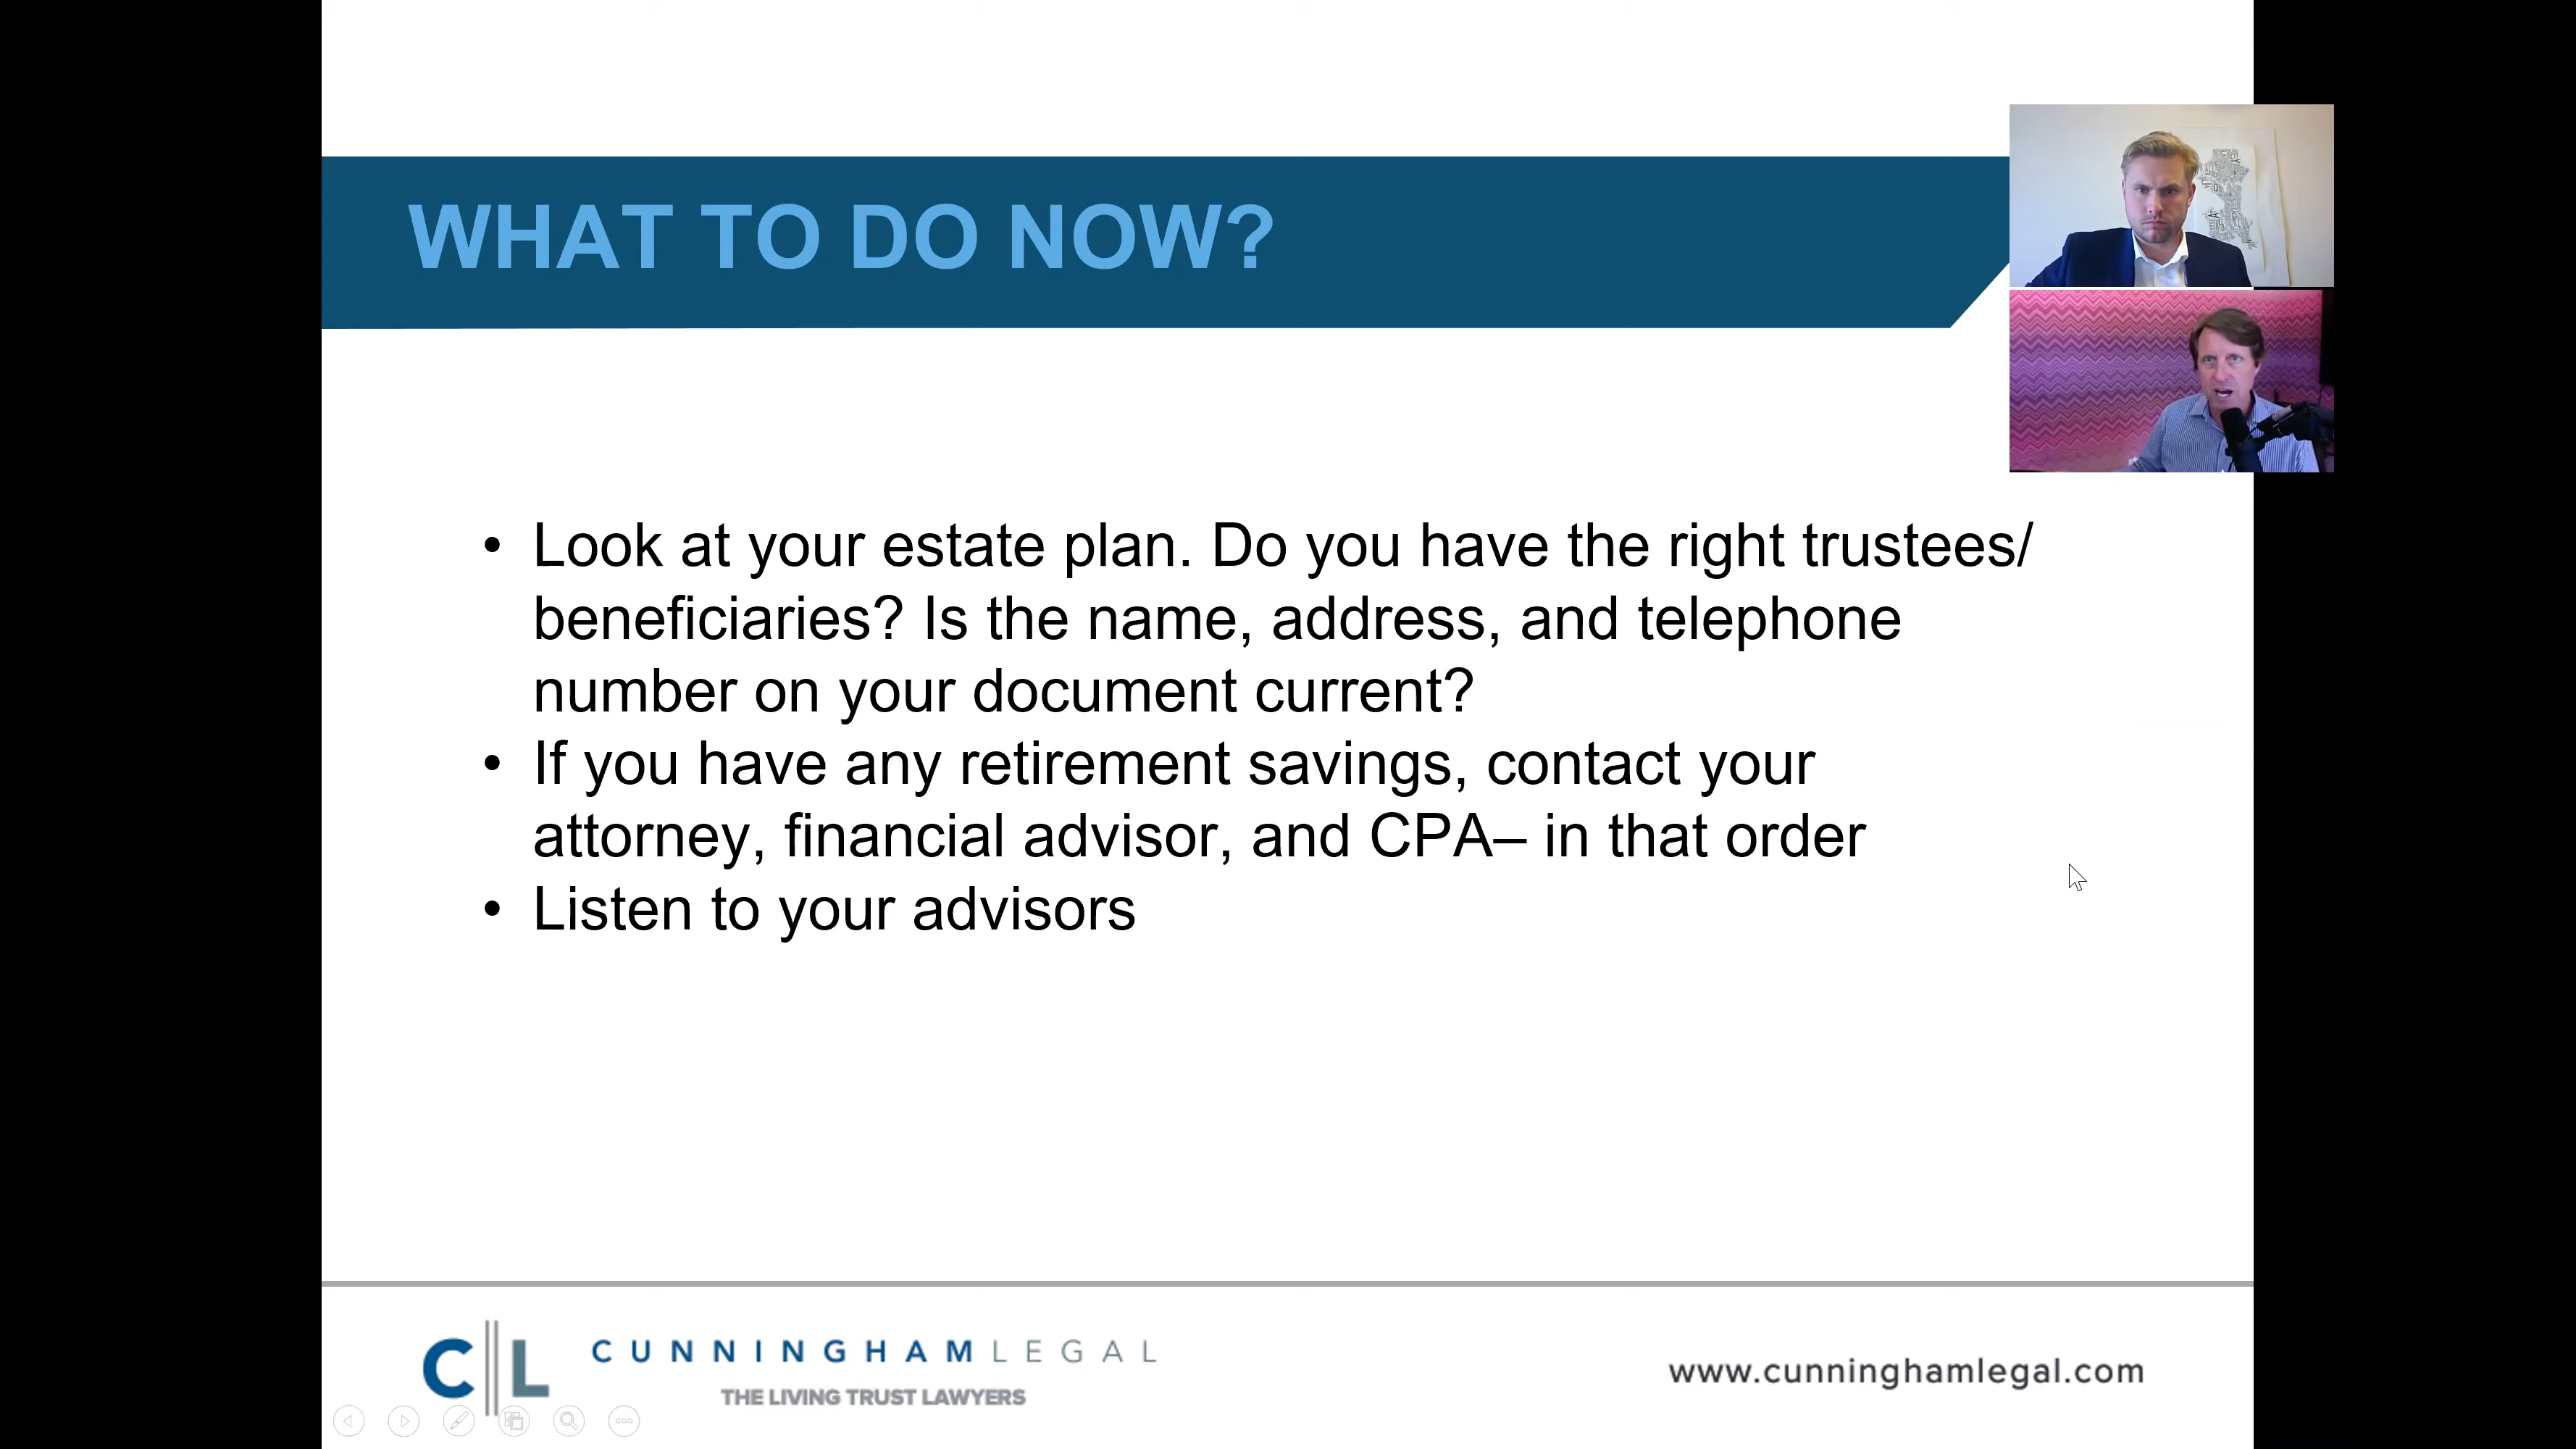 WHAT TO DO NOW?
• Look at your estate plan. Do you have the right trustees/
beneficiaries? Is the name, address, and telephone
number on your document current?
• If you have any retirement savings, contact your
attorney, financial advisor, and CPA– in that order
• Listen to your advisors
CL
CUNNINGHAMLEGAL
THE LIVING TRUST LAWYERS
www.cunninghamlegal.com